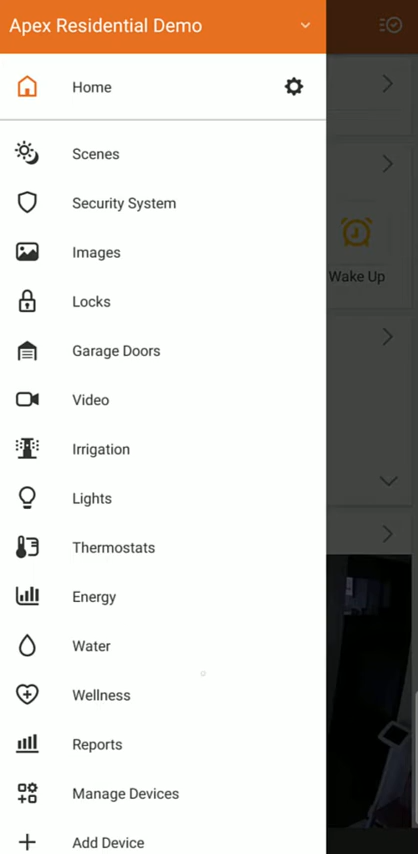 Apex Residential Demo
Home
Scenes
Security System
Images
Wake Up
Locks
Garage Doors
Video
Irrigation
Lights
Thermostats
Energy
Water
Wellness
Reports
Manage Devices
Add Device